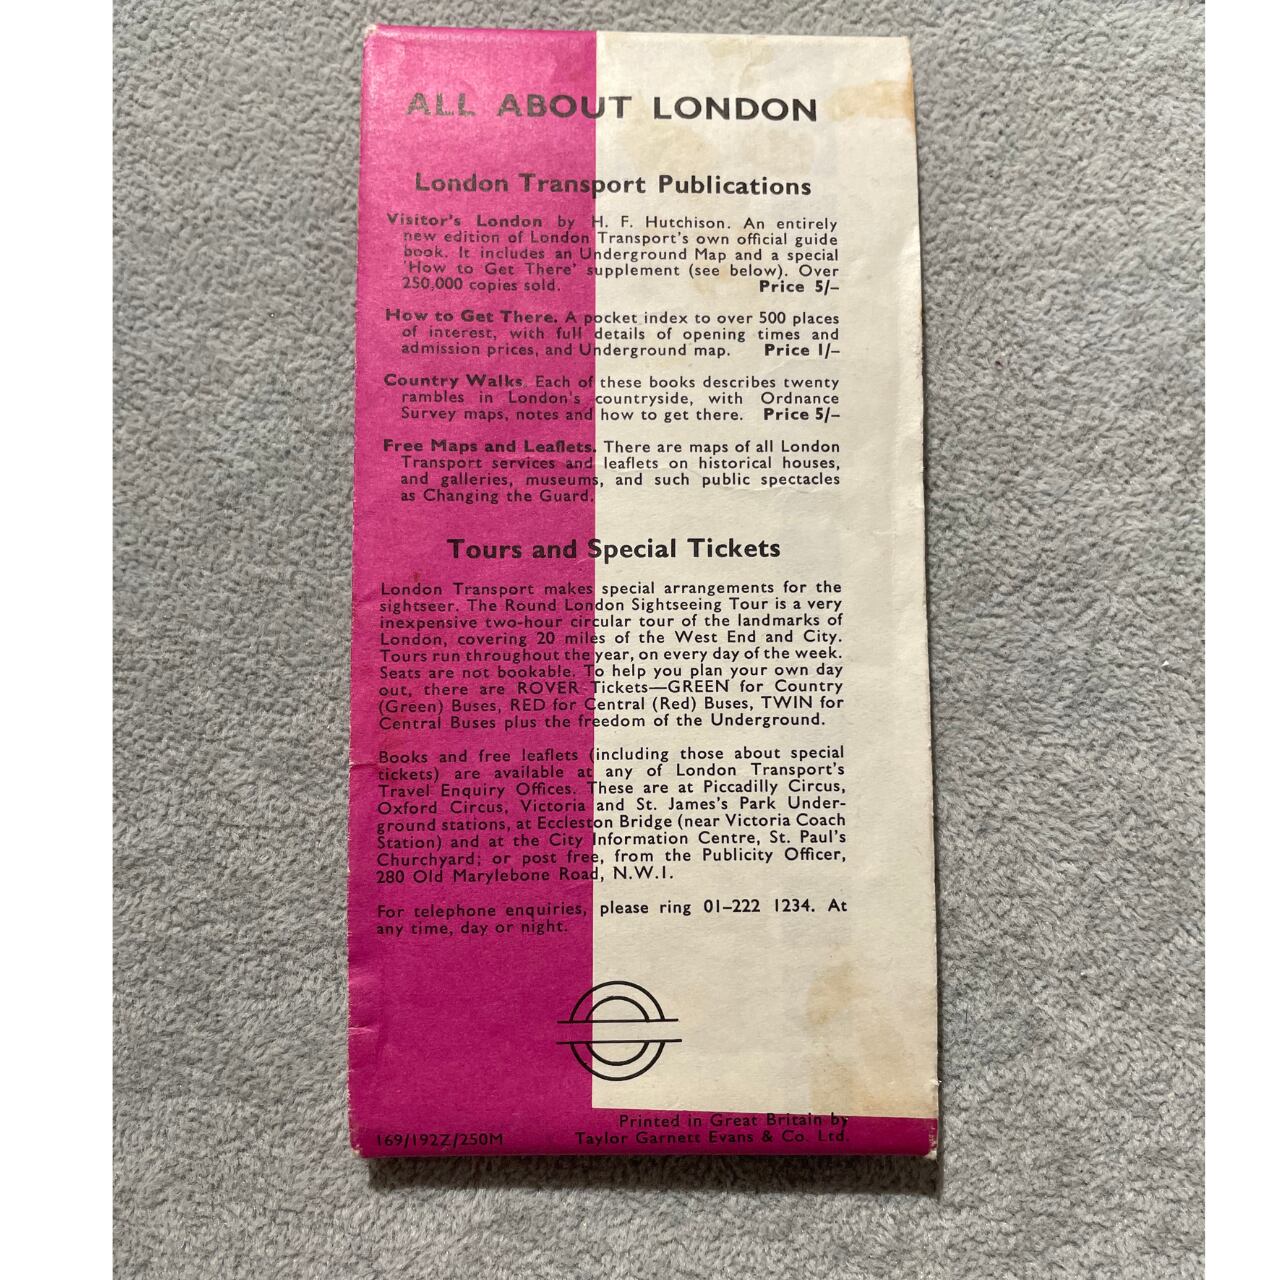 ALL ABOUT LONDON
London Transport Publications
Visitor's London by H. F. Hutchison. An entirely
new edition of London Transport's own official guide
book. It includes an Underground Map and a special
'How to Get There' supplement (see below). Over
250,000 copies sold. Price 5/–
How to Get There. A pocket index to over 500 places
of interest, with full details of opening times and
admission prices, and Underground map. Price 1/–
Country Walks. Each of these books describes twenty
rambles in London's countryside, with Ordnance
Survey maps, notes and how to get there. Price 5/–
Free Maps and Leaflets. There are maps of all London
Transport services and leaflets on historical houses,
and galleries, museums, and such public spectacles
as Changing the Guard.
Tours and Special Tickets
London Transport makes special arrangements for the
sightseer. The Round London Sightseeing Tour is a very
inexpensive two-hour circular tour of the landmarks of
London, covering 20 miles of the West End and City.
Tours run throughout the year, on every day of the week.
Seats are not bookable. To help you plan your own day
out, there are ROVER Tickets—GREEN for Country
(Green) Buses, RED for Central (Red) Buses, TWIN for
Central Buses plus the freedom of the Underground.
Books and free leaflets (including those about special
tickets) are available at any of London Transport's
Travel Enquiry Offices. These are at Piccadilly Circus,
Oxford Circus, Victoria and St. James's Park Under-
ground stations, at Eccleston Bridge (near Victoria Coach
Station) and at the City Information Centre, St. Paul's
Churchyard; or post free, from the Publicity Officer,
280 Old Marylebone Road, N.W.1.
For telephone enquiries, please ring 01–222 1234. At
any time, day or night.
Printed in Great Britain by
169/192Z/250M Taylor Garnett Evans & Co. Ltd.